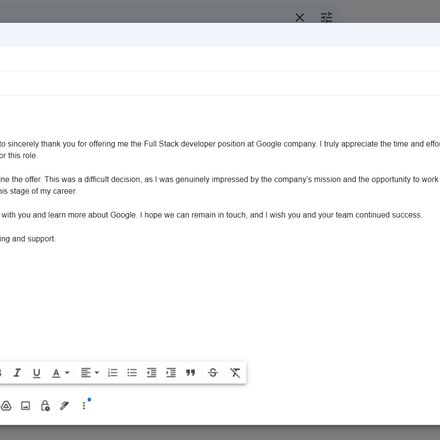 to sincerely thank you for offering me the Full Stack developer position at Google company. I truly appreciate the time and effor
or this role.
ine the offer. This was a difficult decision, as I was genuinely impressed by the company's mission and the opportunity to work
his stage of my career.
with you and learn more about Google. I hope we can remain in touch, and I wish you and your team continued success.
ing and support.